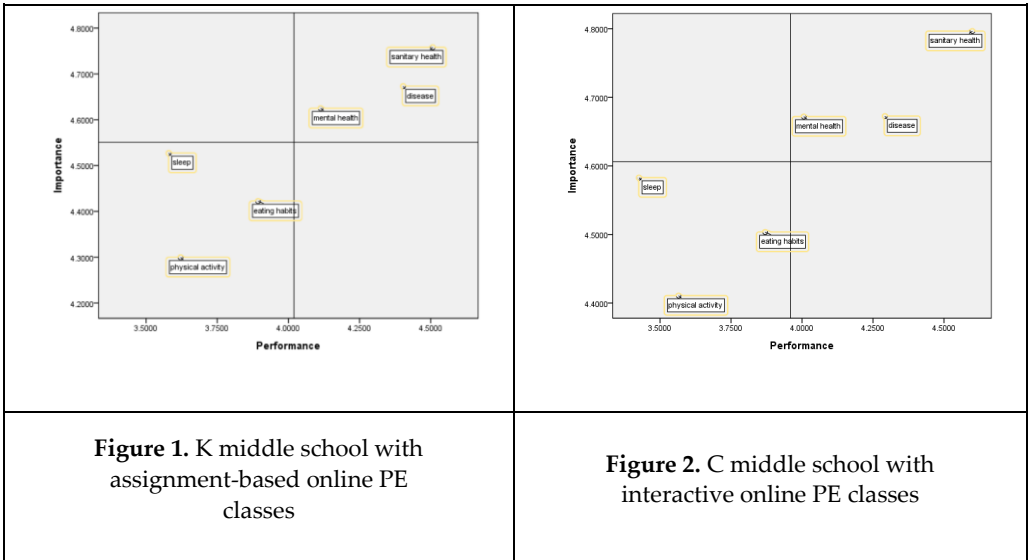 4.8000
4.7000
4.6000
4.5000
4.4000
4.3000
4.2000
Importance
sanitary health
disease
mental health
sleep
eating habits
physical activity
3.5000 3.7500 4.0000 4.2500 4.5000
Performance
4.8000
4.7000
4.6000
4.5000
4.4000
Importance
sanitary health
mental health
disease
sleep
eating habits
physical activity
3.5000 3.7500 4.0000 4.2500 4.5000
Performance
Figure 1. K middle school with
assignment-based online PE
classes
Figure 2. C middle school with
interactive online PE classes